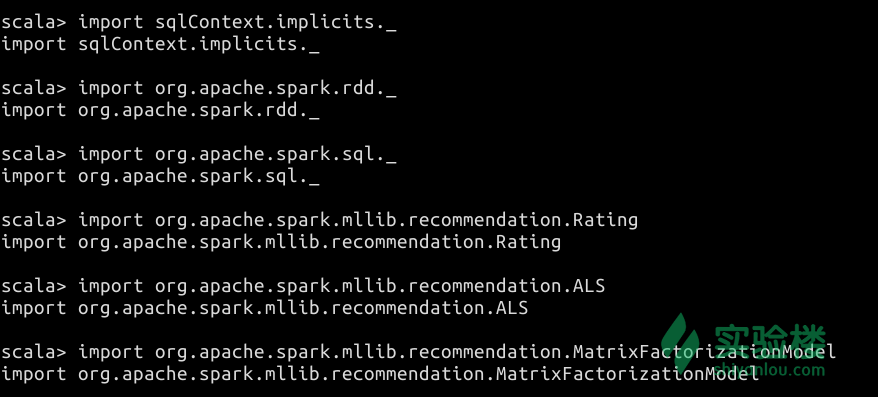 scala> import sqlContext.implicits._
import sqlContext.implicits._
scala> import org.apache.spark.rdd._
import org.apache.spark.rdd._
scala> import org.apache.spark.sql._
import org.apache.spark.sql._
scala> import org.apache.spark.mllib.recommendation.Rating
import org.apache.spark.mllib.recommendation.Rating
scala> import org.apache.spark.mllib.recommendation.ALS
import org.apache.spark.mllib.recommendation.ALS
实验楼
scala> import org.apache.spark.mllib.recommendation.MatrixFactorizationModel
import org.apache.spark.mllib.recommendation.MatrixFactorizationModel
shiyanlou.com